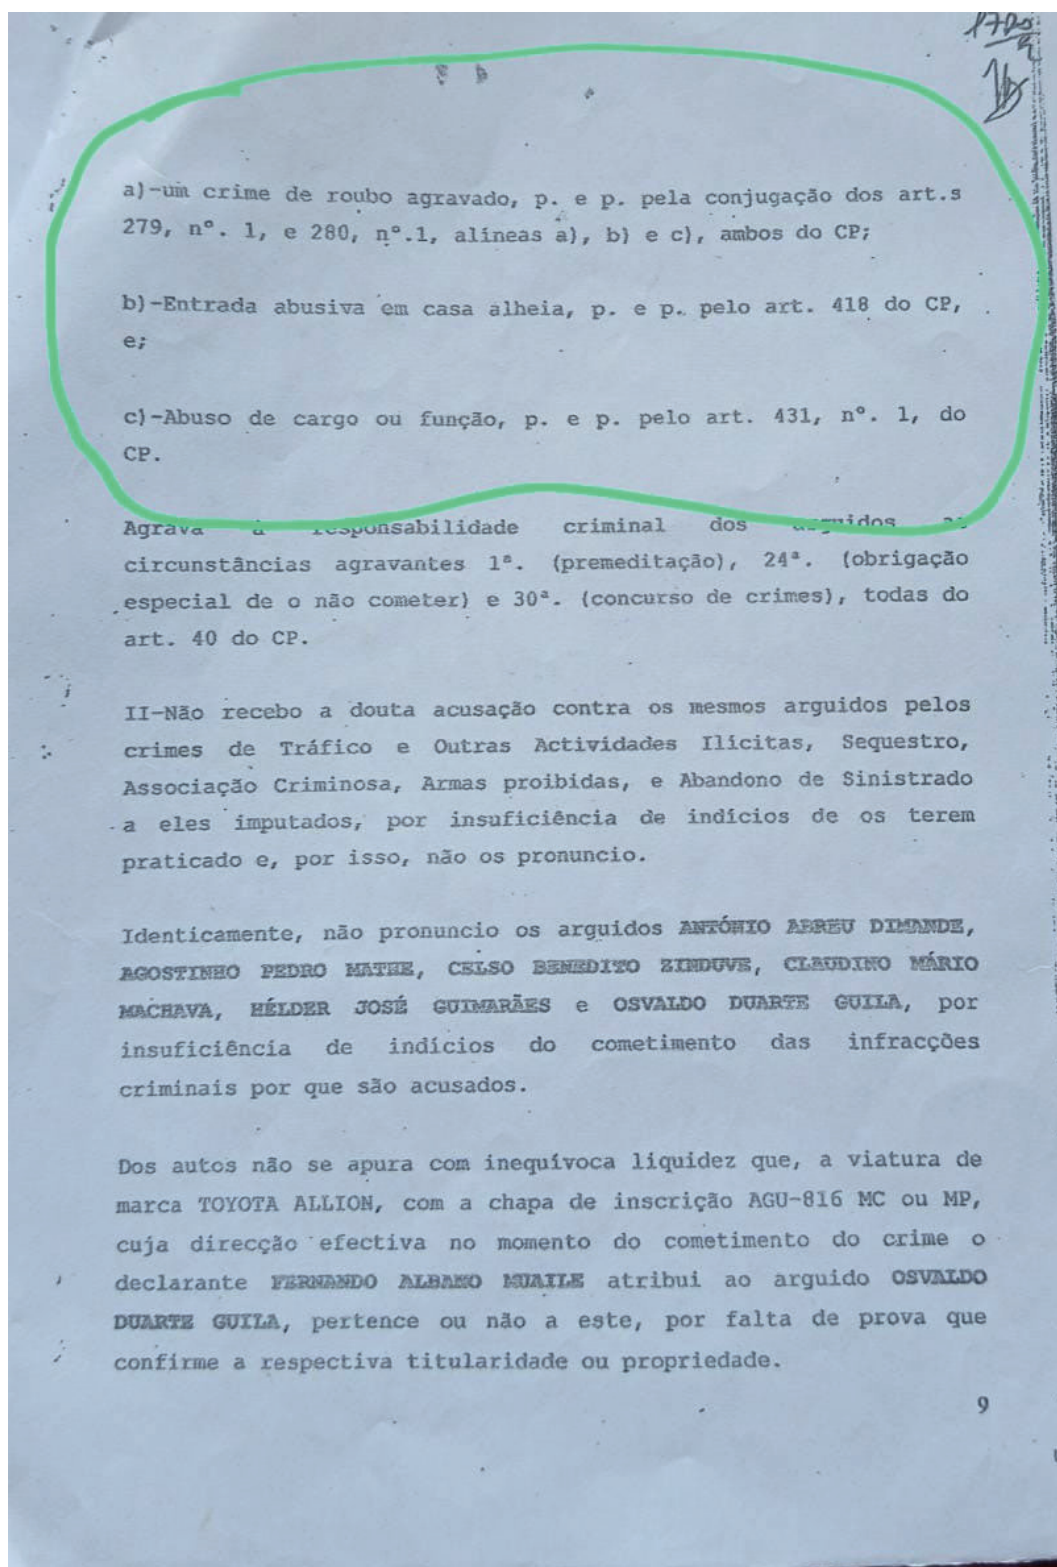 a)-um crime de roubo agravado, p. e p. pela conjugação dos art.s
279, nº. 1, e 280, nº.1, alíneas a), b) e c), ambos do CP;
b)-Entrada abusiva em casa alheia, p. e p. pelo art. 418 do CP,
e;
c)-Abuso de cargo ou função, p. e p. pelo art. 431, nº. 1, do
CP.
Agrava a responsabilidade criminal dos arguidos as
circunstâncias agravantes 1ª. (premeditação), 24ª. (obrigação
especial de o não cometer) e 30ª. (concurso de crimes), todas do
art. 40 do CP.
II-Não recebo a douta acusação contra os mesmos arguidos pelos
crimes de Tráfico e Outras Actividades Ilícitas, Sequestro,
Associação Criminosa, Armas proibidas, e Abandono de Sinistrado
a eles imputados, por insuficiência de indícios de os terem
praticado e, por isso, não os pronuncio.
Identicamente, não pronuncio os arguidos ANTÓNIO ABREU DIMANDE,
AGOSTINHO PEDRO MATHE, CELSO BENEDITO ZINDUVE, CLAUDINO MÁRIO
MACHAVA, HÉLDER JOSÉ GUIMARÃES e OSVALDO DUARTE GUILA, por
insuficiência de indícios do cometimento das infracções
criminais por que são acusados.
Dos autos não se apura com inequívoca liquidez que, a viatura de
marca TOYOTA ALLION, com a chapa de inscrição AGU-816 MC ou MP,
cuja direcção efectiva no momento do cometimento do crime o
declarante FERNANDO ALBANO MUAILE atribui ao arguido OSVALDO
DUARTE GUILA, pertence ou não a este, por falta de prova que
confirme a respectiva titularidade ou propriedade.
9